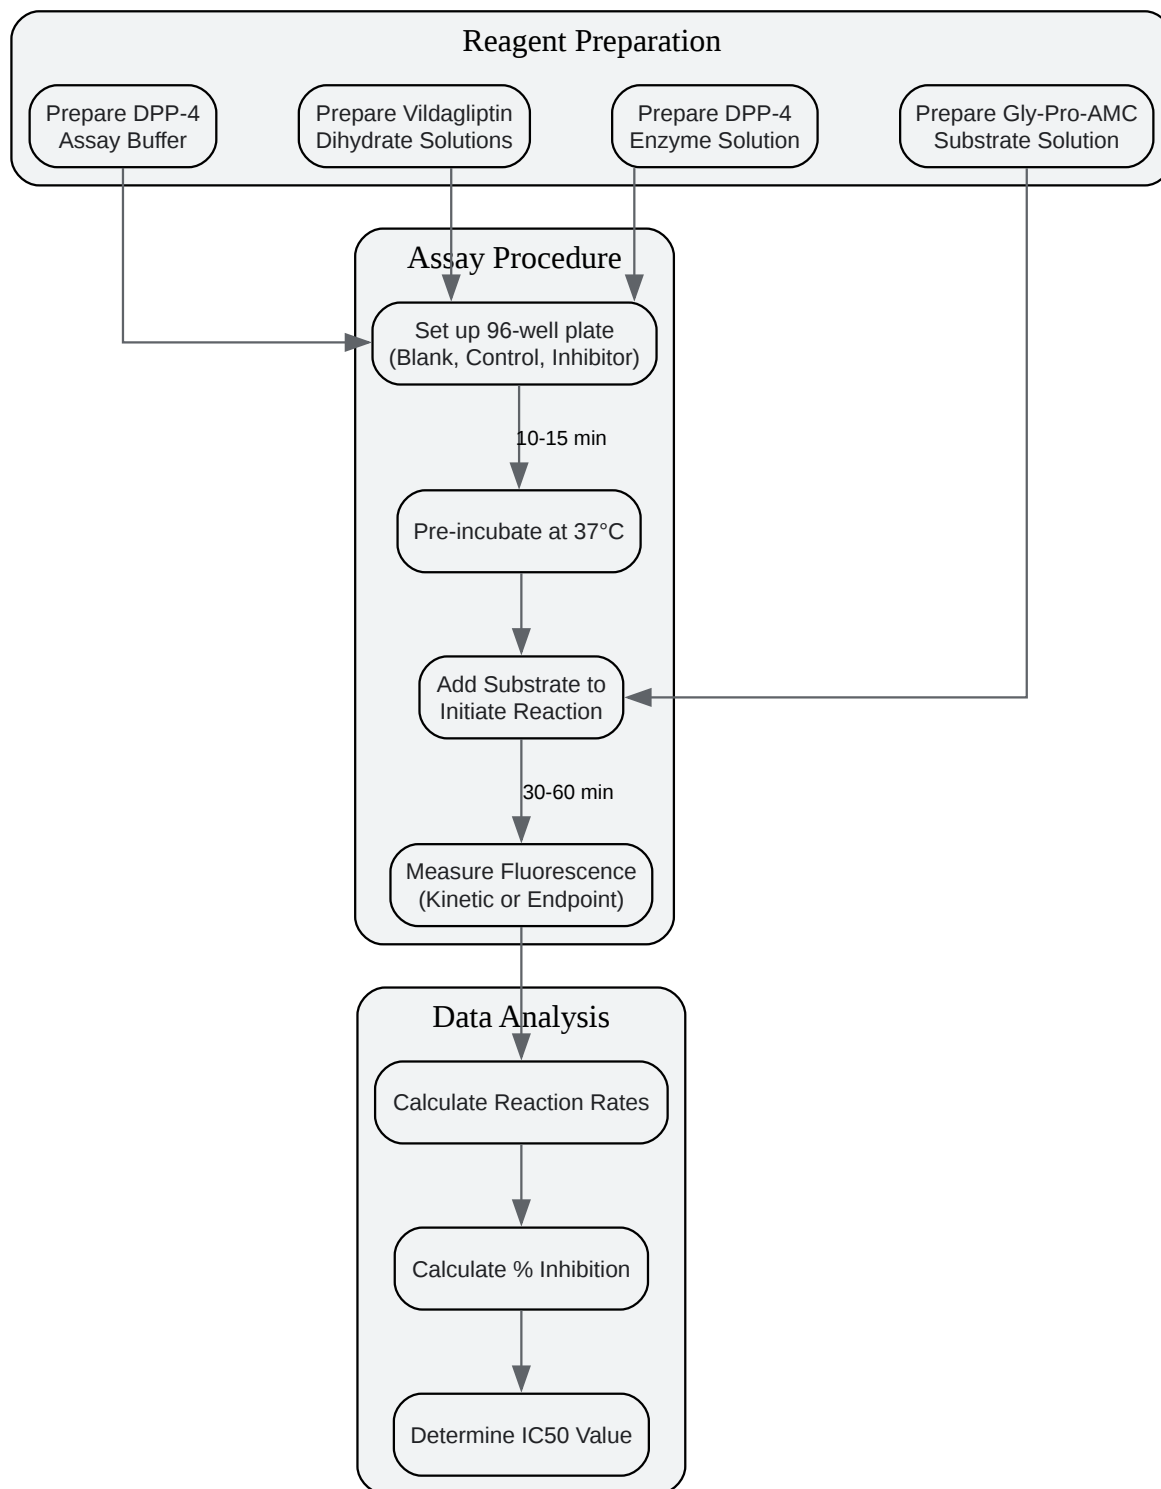 Reagent Preparation
Prepare DPP-4
Assay Buffer
Prepare Vildagliptin
Dihydrate Solutions
Prepare DPP-4
Enzyme Solution
Prepare Gly-Pro-AMC
Substrate Solution
Assay Procedure
Set up 96-well plate
(Blank, Control, Inhibitor)
10-15 min
Pre-incubate at 37°C
Add Substrate to
Initiate Reaction
30-60 min
Measure Fluorescence
(Kinetic or Endpoint)
Data Analysis
Calculate Reaction Rates
Calculate % Inhibition
Determine IC50 Value